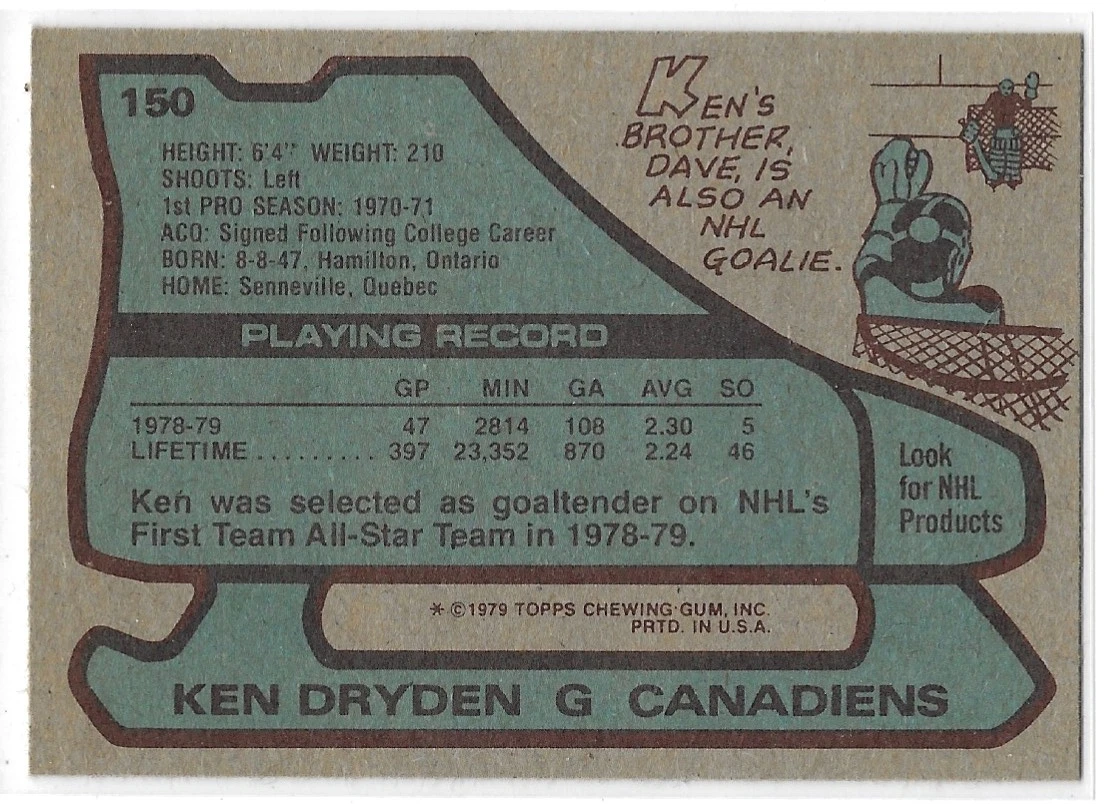 150
HEIGHT: 6'4" WEIGHT: 210
SHOOTS: Left
1st PRO SEASON: 1970-71
ACQ: Signed Following College Career
BORN: 8-8-47, Hamilton, Ontario
HOME: Senneville, Quebec
KEN'S
BROTHER,
DAVE, IS
ALSO AN
NHL
GOALIE.
PLAYING RECORD
GP MIN GA AVG SO
1978-79 47 2814 108 2.30 5
LIFETIME ......... 397 23,352 870 2.24 46
Ken was selected as goaltender on NHL's
First Team All-Star Team in 1978-79.
Look
for NHL
Products
* ©1979 TOPPS CHEWING GUM, INC.
PRTD. IN U.S.A.
KEN DRYDEN G CANADIENS